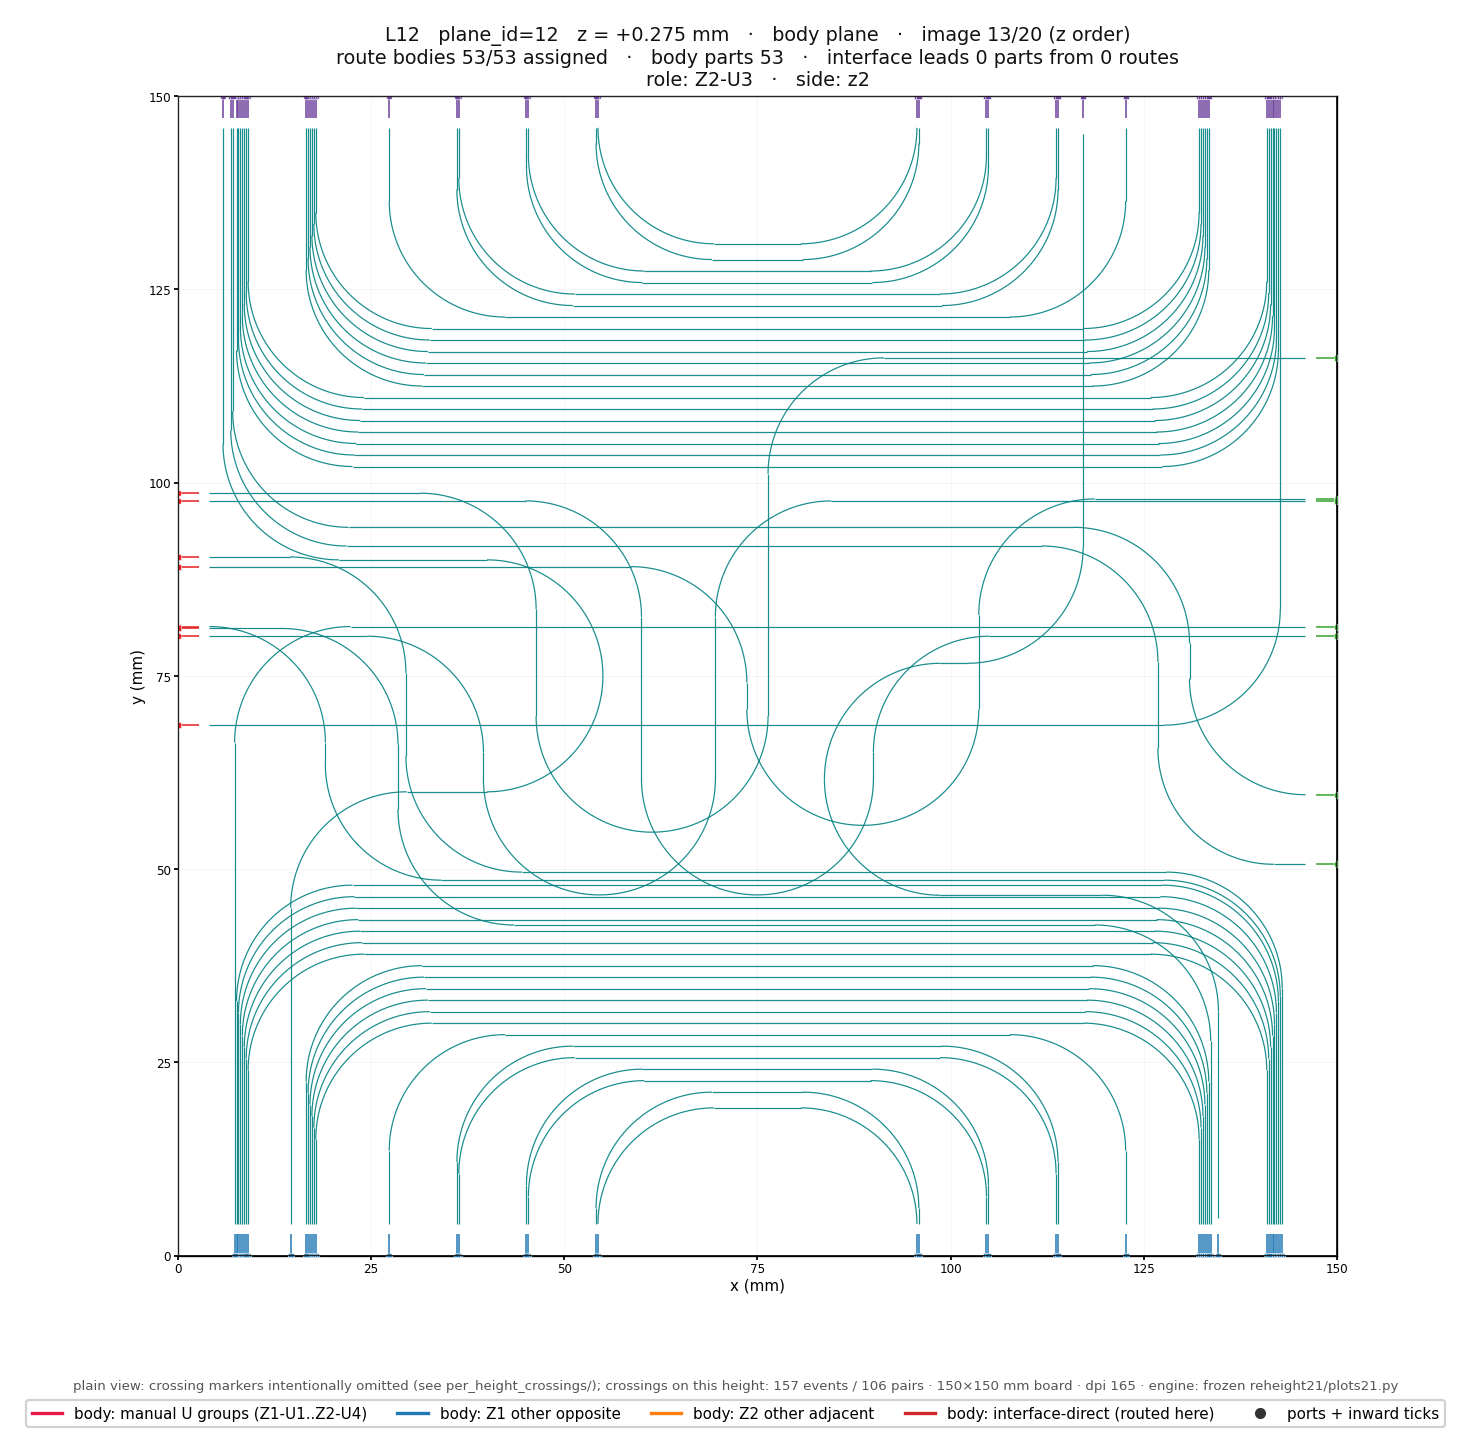 L12 plane_id=12 z = +0.275 mm · body plane · image 13/20 (z order)
route bodies 53/53 assigned · body parts 53 · interface leads 0 parts from 0 routes
role: Z2-U3 · side: z2
150
125
100
75
50
25
0
y (mm)
0 25 50 75 100 125 150
x (mm)
plain view: crossing markers intentionally omitted (see per_height_crossings/); crossings on this height: 157 events / 106 pairs · 150×150 mm board · dpi 165 · engine: frozen reheight21/plots21.py
body: manual U groups (Z1-U1..Z2-U4) body: Z1 other opposite body: Z2 other adjacent body: interface-direct (routed here) ports + inward ticks